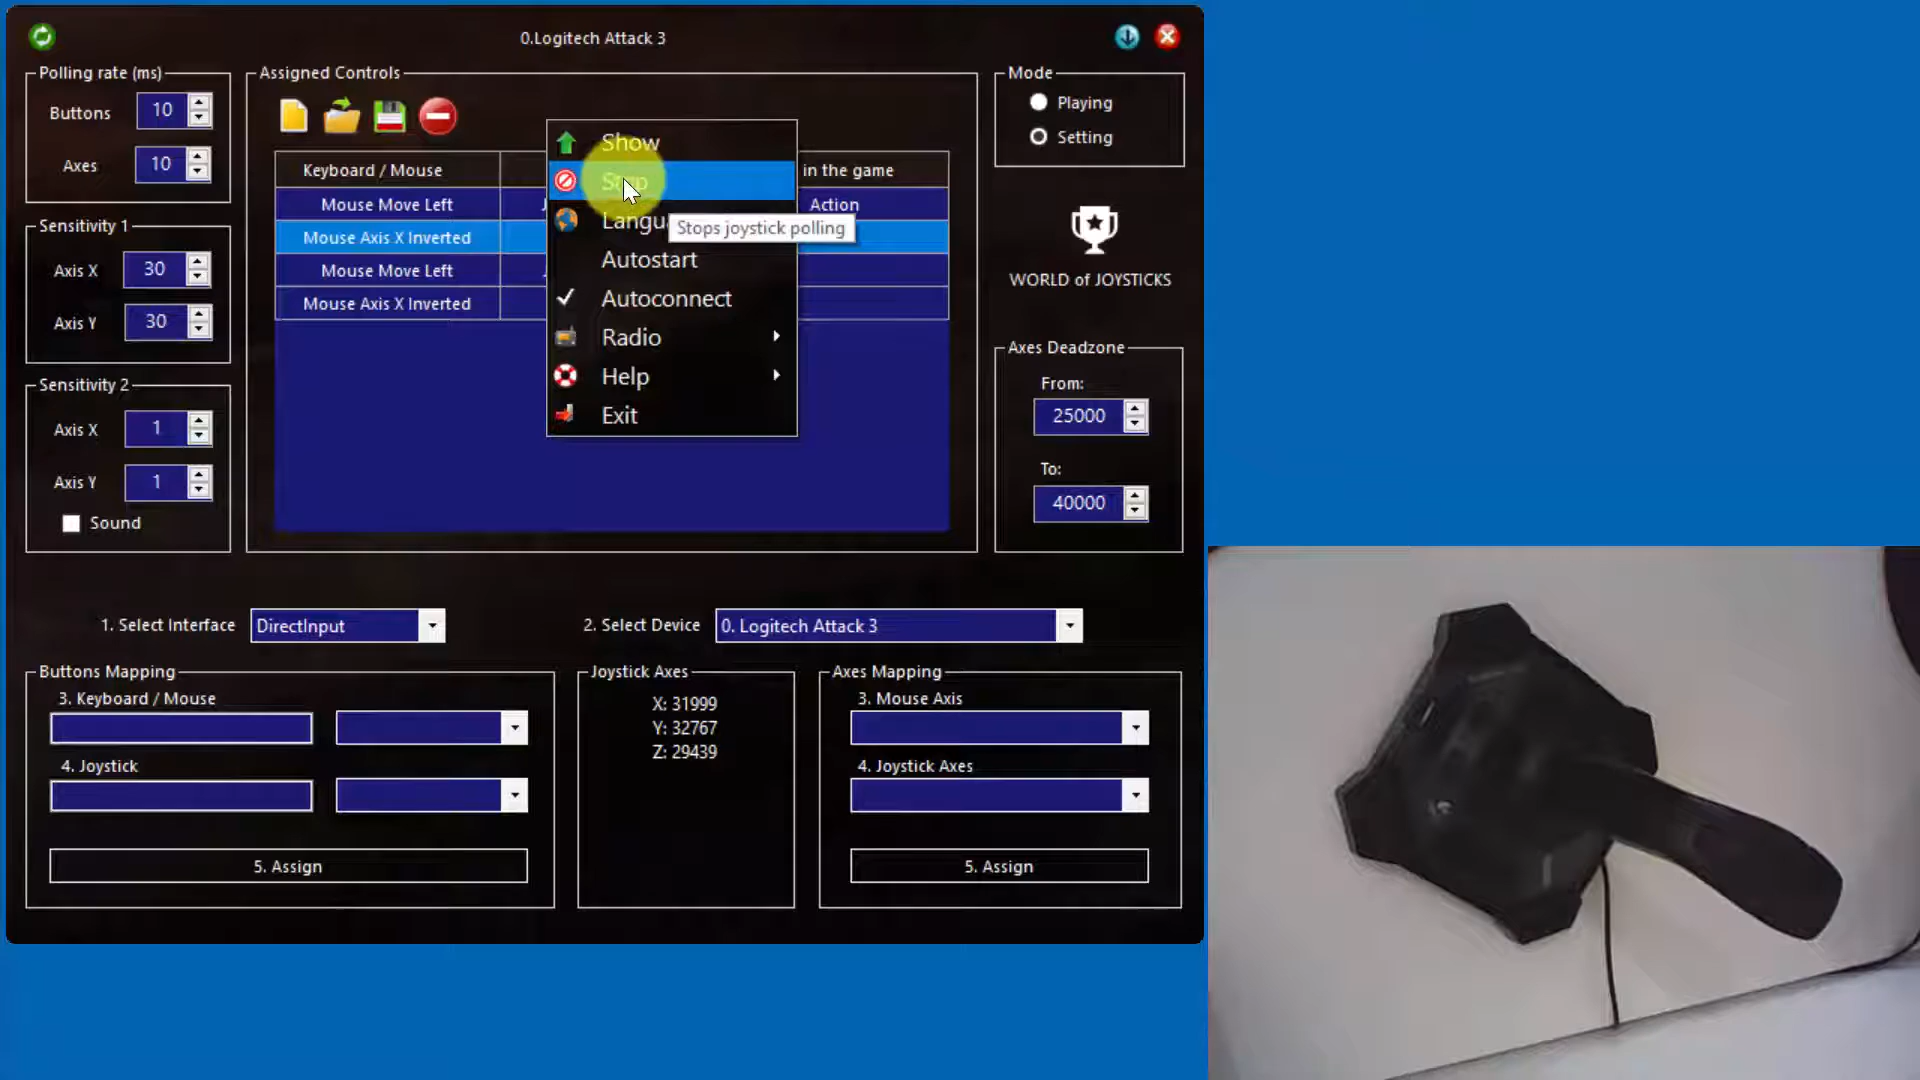 0.Logitech Attack 3
Polling rate (ms)
Buttons 10
Axes 10
Sensitivity 1
Axis X 30
Axis Y 30
Sensitivity 2
Axis X 1
Axis Y 1
Sound
Assigned Controls
Keyboard / Mouse
in the game
Mouse Move Left
Action
Mouse Axis X Inverted
Mouse Move Left
Mouse Axis X Inverted
Show
Stop
Langu
Stops joystick polling
Autostart
Autoconnect
Radio
Help
Exit
Mode
Playing
Setting
WORLD of JOYSTICKS
Axes Deadzone
From:
25000
To:
40000
1. Select Interface DirectInput
2. Select Device 0. Logitech Attack 3
Buttons Mapping
3. Keyboard / Mouse
4. Joystick
5. Assign
Joystick Axes
X: 31999
Y: 32767
Z: 29439
Axes Mapping
3. Mouse Axis
4. Joystick Axes
5. Assign